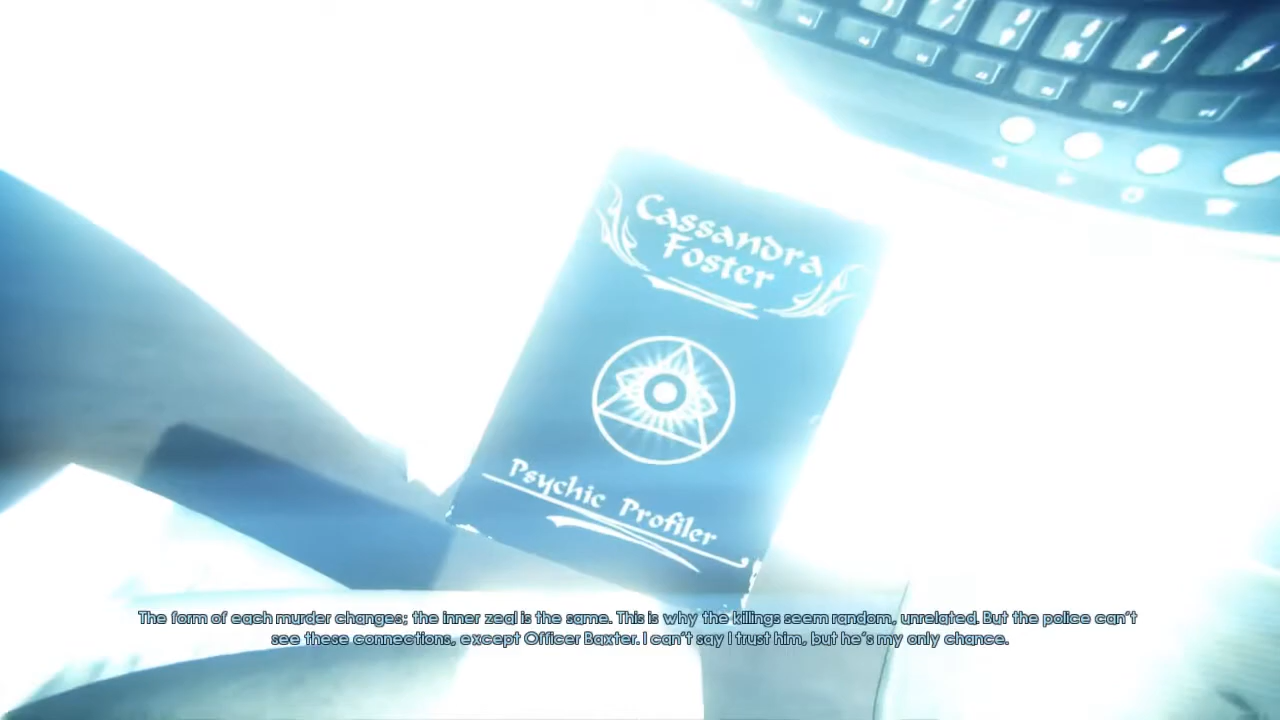 Cassandra
Foster
Psychic Profiler
The form of each murder changes; the inner zeal is the same. This is why the killings seem random, unrelated. But the police can't
see these connections, except Officer Baxter. I can't say I trust him, but he's my only chance.